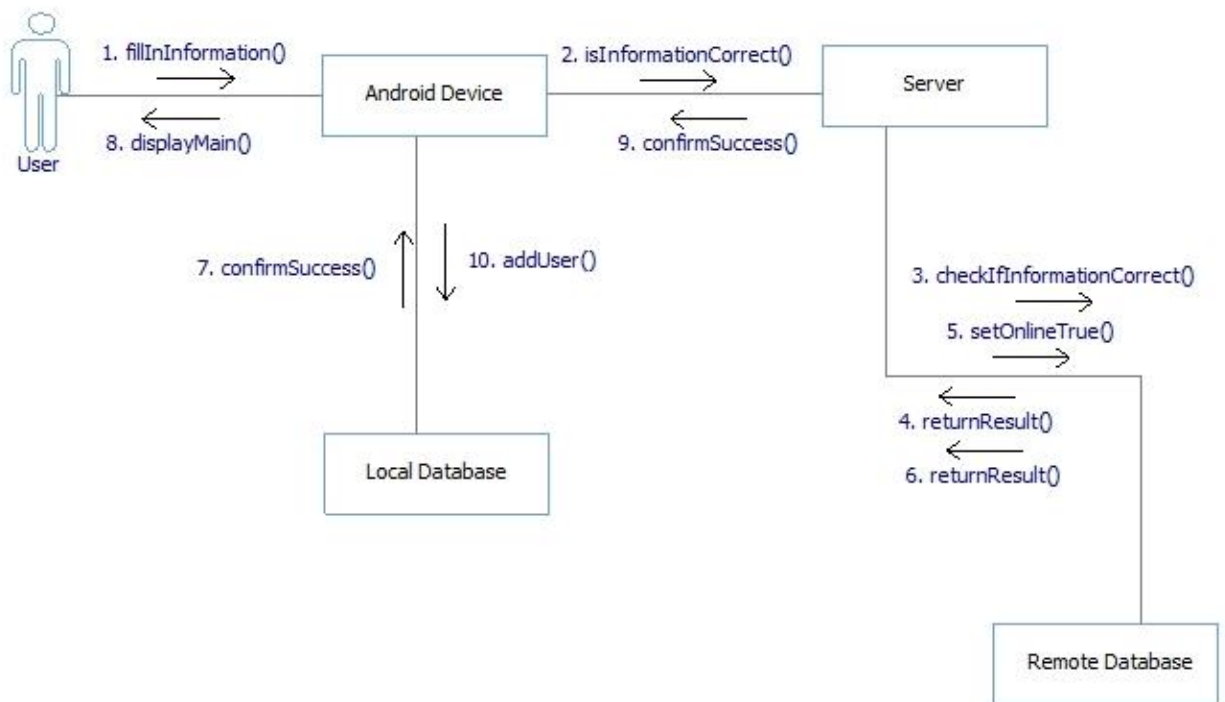 1. fillInInformation()
2. isInformationCorrect()
Android Device
Server
8. displayMain()
9. confirmSuccess()
User
7. confirmSuccess()
10. addUser()
3. checkIfInformationCorrect()
5. setOnlineTrue()
4. returnResult()
6. returnResult()
Local Database
Remote Database